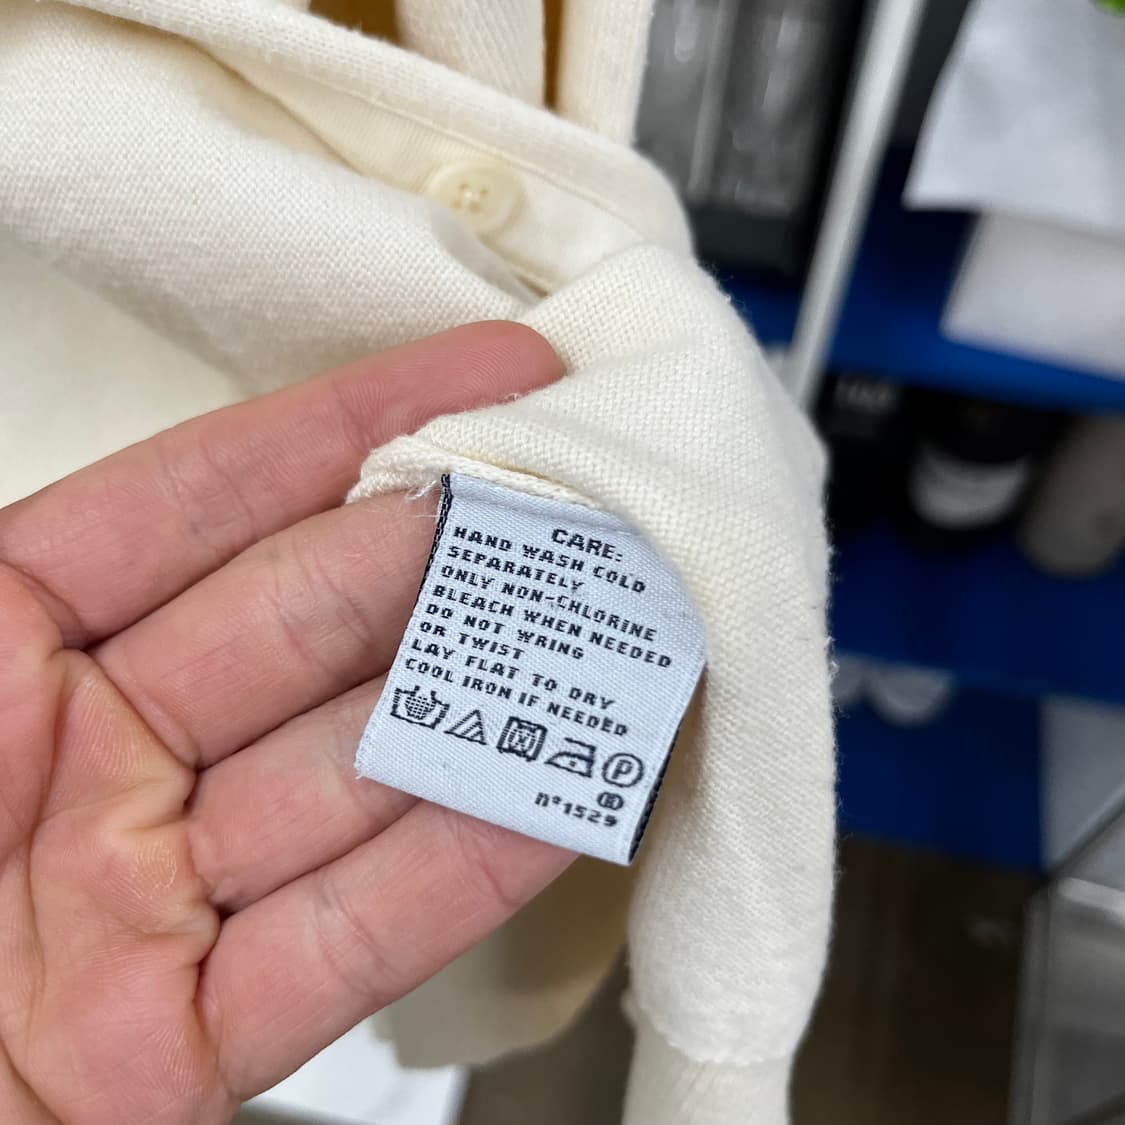 CARE:
HAND WASH COLD
SEPARATELY
ONLY NON-CHLORINE
BLEACH WHEN NEEDED
DO NOT WRING
OR TWIST
LAY FLAT TO DRY
COOL IRON IF NEEDED
P
®
n°1529